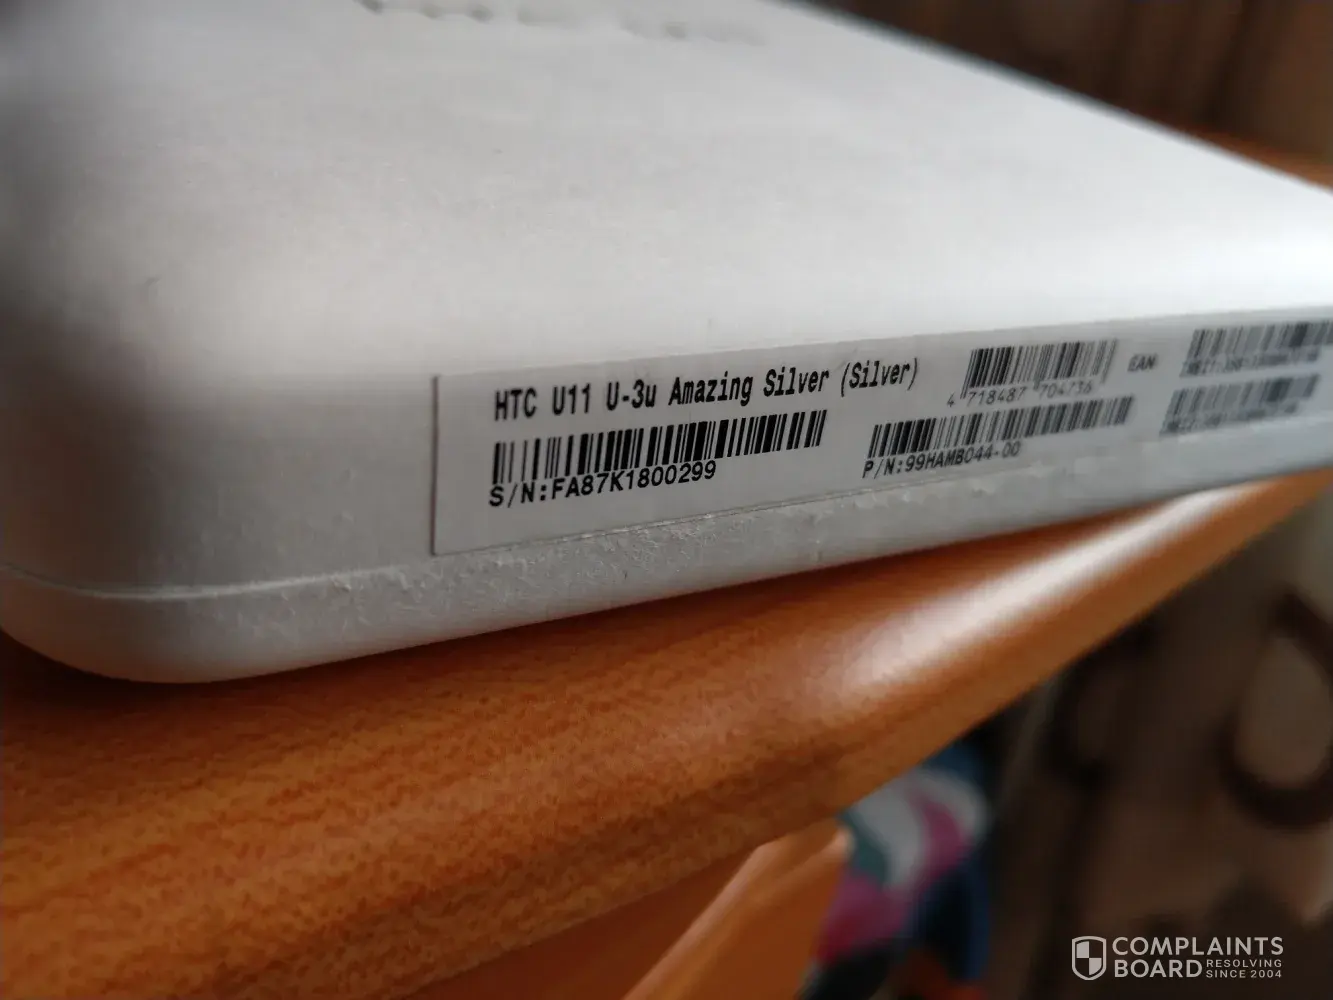 HTC U11 U-3u Amazing Silver (Silver)
S/N:FA87K1800299
4 718487 704736
EAN
P/N:99HAMB044-00
COMPLAINTS
BOARD RESOLVING
SINCE 2004